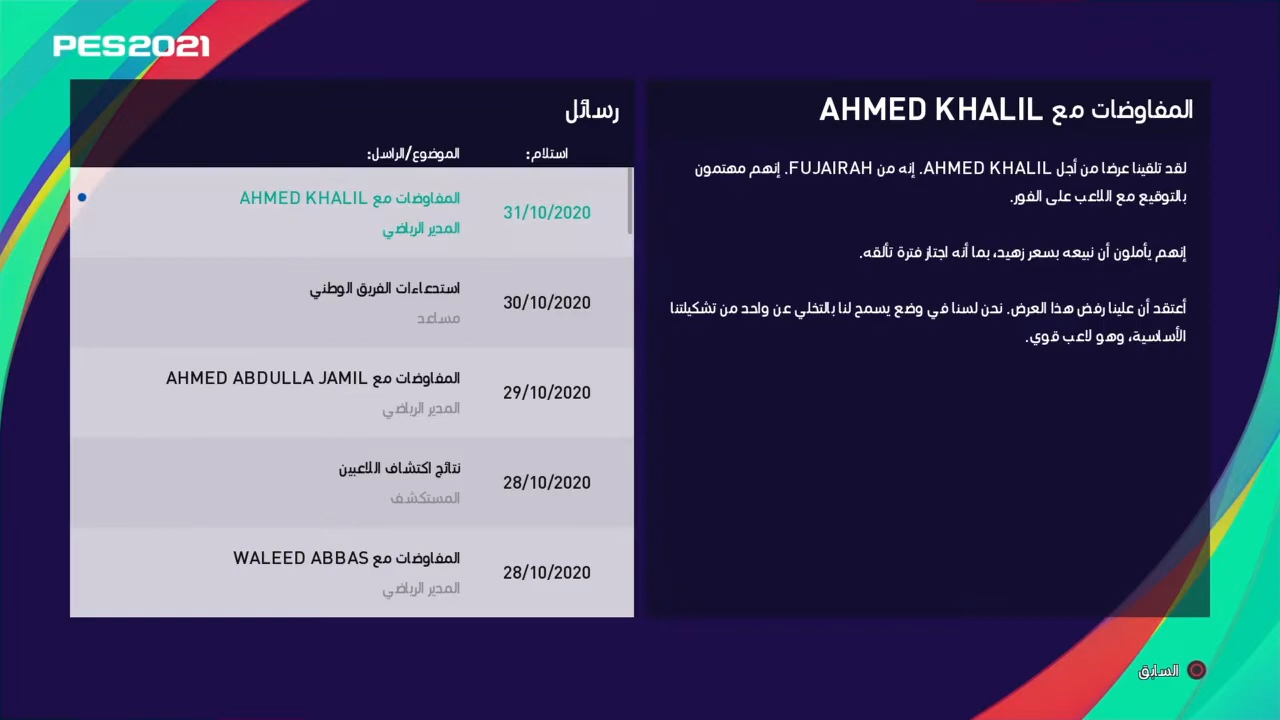 PES2021
رسائل
استلام: الموضوع/الراسل:
31/10/2020 المفاوضات مع AHMED KHALIL
المدير الرياضي
30/10/2020 استدعاءات الفريق الوطني
مساعد
29/10/2020 المفاوضات مع AHMED ABDULLA JAMIL
المدير الرياضي
28/10/2020 نتائج اكتشاف اللاعبين
المستكشف
28/10/2020 المفاوضات مع WALEED ABBAS
المدير الرياضي
المفاوضات مع AHMED KHALIL
لقد تلقينا عرضا من أجل AHMED KHALIL. إنه من FUJAIRAH. إنهم مهتمون
بالتوقيع مع اللاعب على الفور.
إنهم يأملون أن نبيعه بسعر زهيد، بما أنه اجتاز فترة تألقه.
أعتقد أن علينا رفض هذا العرض. نحن لسنا في وضع يسمح لنا بالتخلي عن واحد من تشكيلتنا
الأساسية، وهو لاعب قوي.
السابق